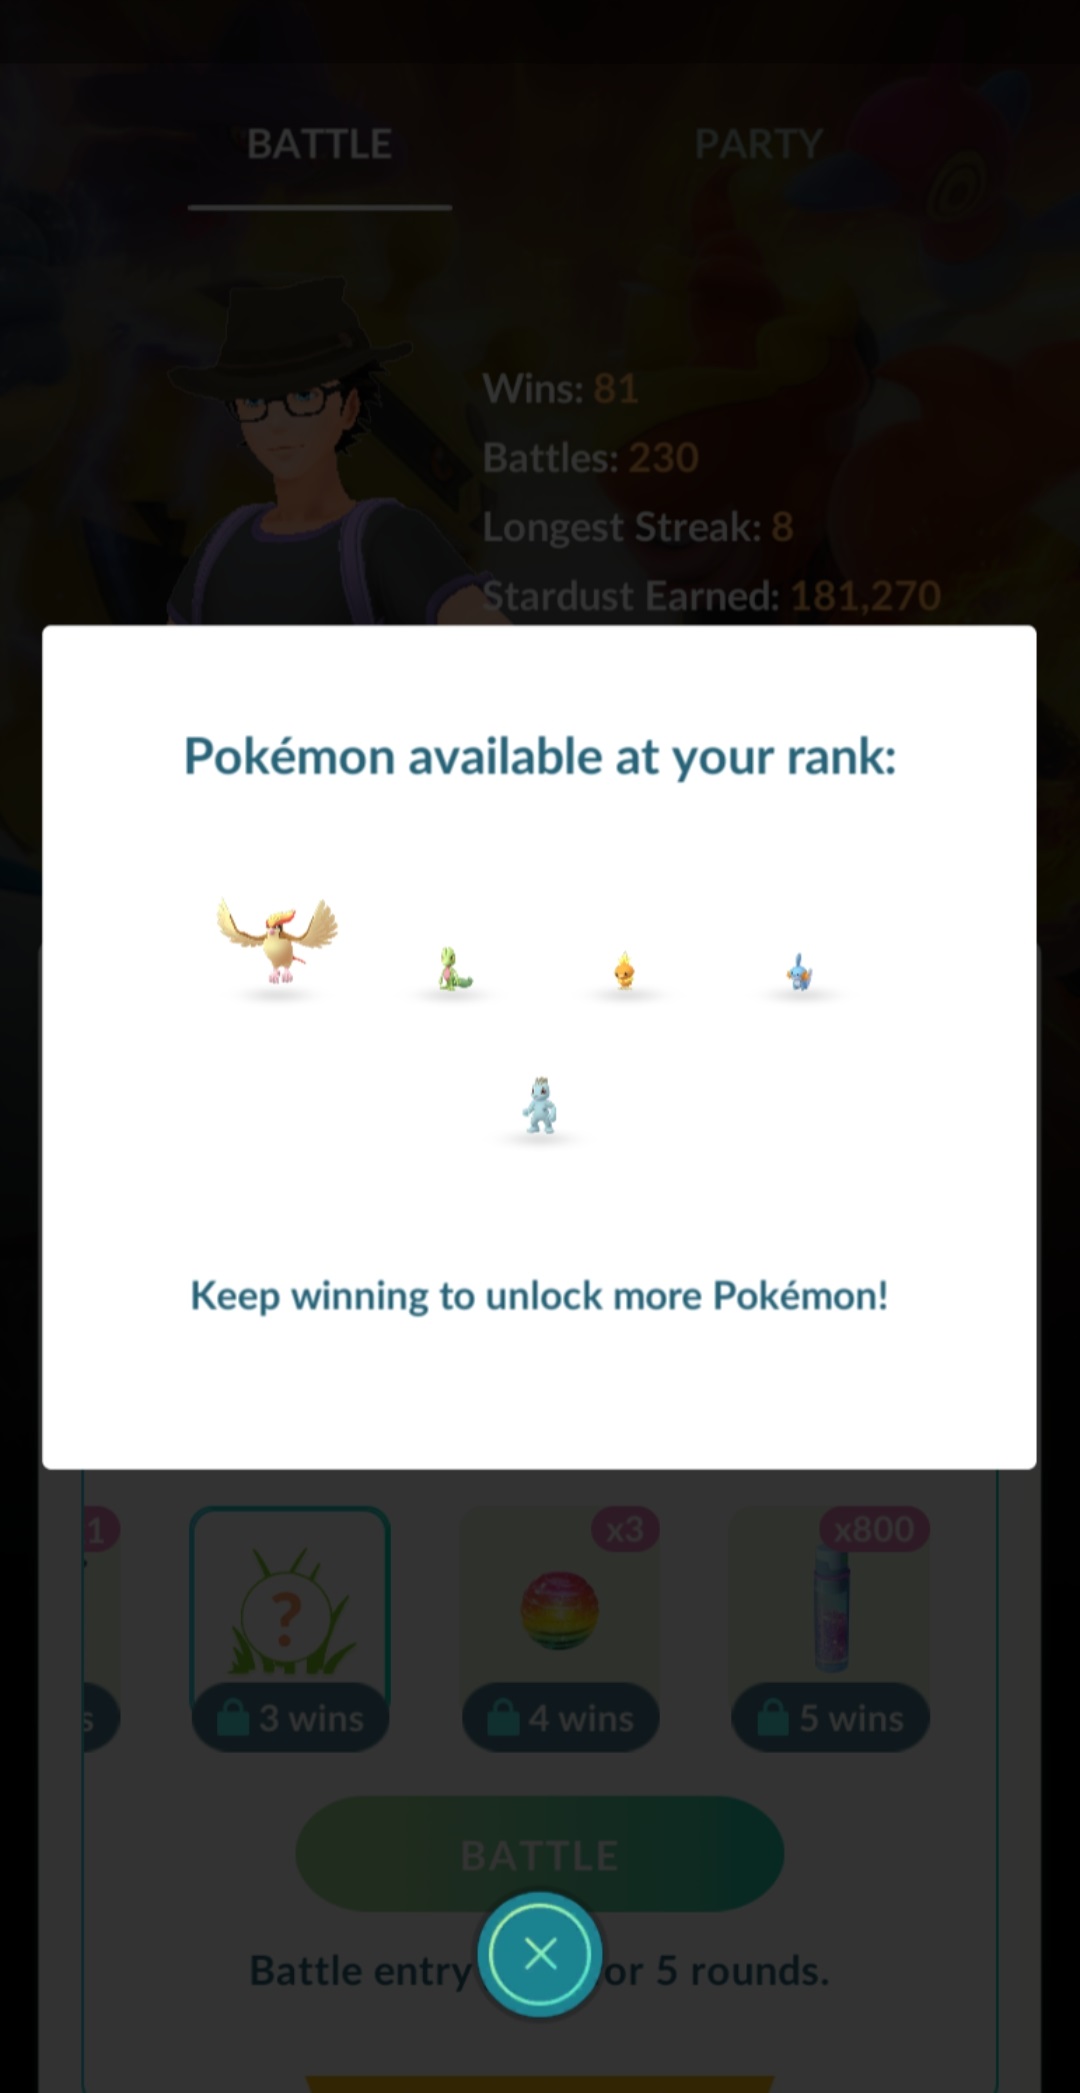 BATTLE
PARTY
Wins: 81
Battles: 230
Longest Streak: 8
Stardust Earned: 181,270
Pokémon available at your rank:
Keep winning to unlock more Pokémon!
1
x3
x800
?
s
3 wins
4 wins
5 wins
BATTLE
Battle entry or 5 rounds.